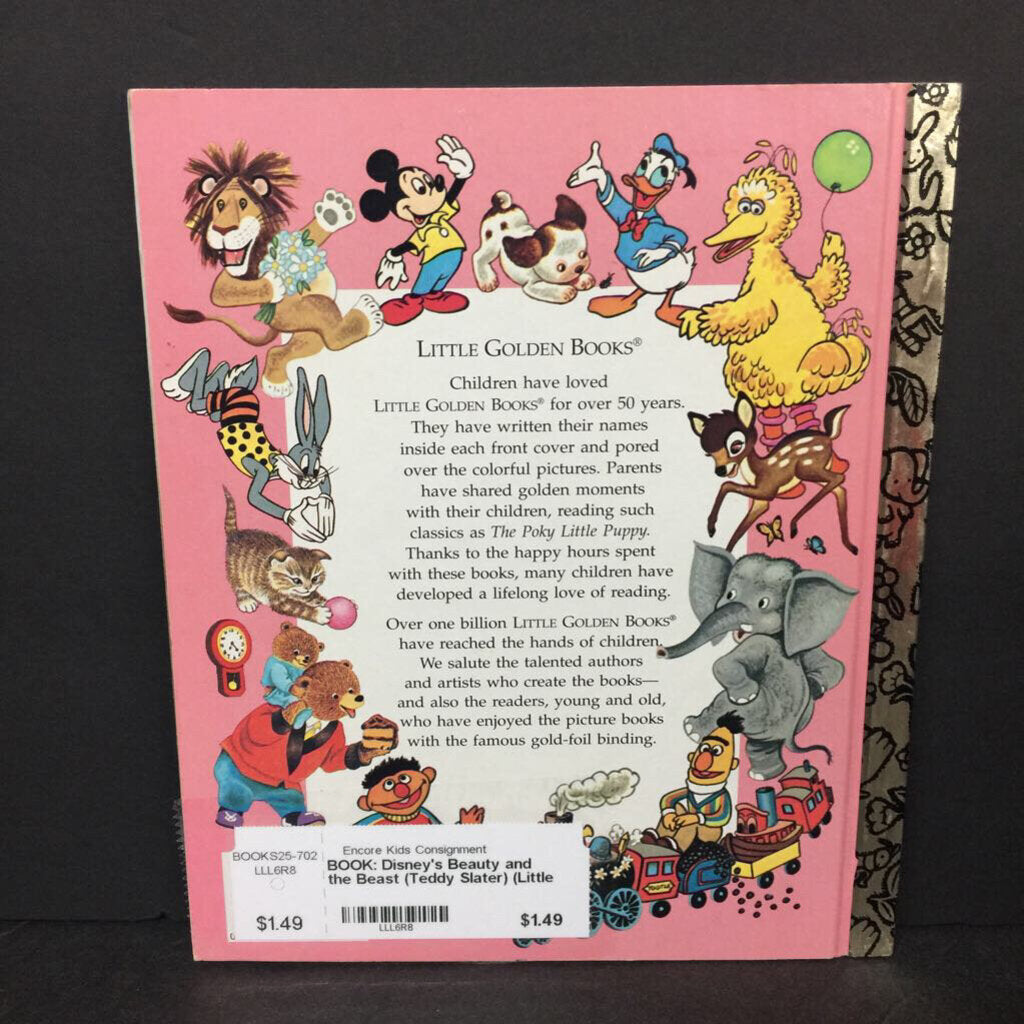 LITTLE GOLDEN BOOKS®
Children have loved
LITTLE GOLDEN BOOKS® for over 50 years.
They have written their names
inside each front cover and pored
over the colorful pictures. Parents
have shared golden moments
with their children, reading such
classics as The Poky Little Puppy.
Thanks to the happy hours spent
with these books, many children have
developed a lifelong love of reading.
Over one billion LITTLE GOLDEN BOOKS®
have reached the hands of children.
We salute the talented authors
and artists who create the books—
and also the readers, young and old,
who have enjoyed the picture books
with the famous gold-foil binding.
TOOTLE
BOOKS25-702
LLL6R8
$1.49
Encore Kids Consignment
BOOK: Disney's Beauty and
the Beast (Teddy Slater) (Little
LLL6R8
$1.49